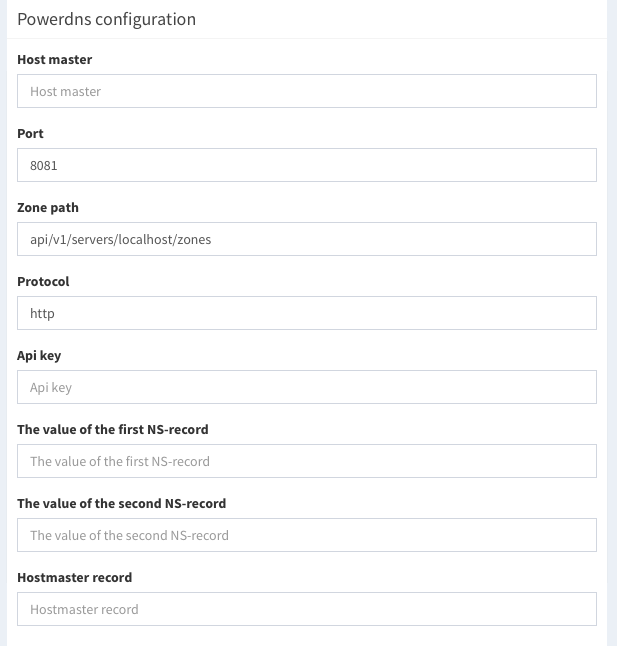 Powerdns configuration
Host master
Host master
Port
8081
Zone path
api/v1/servers/localhost/zones
Protocol
http
Api key
Api key
The value of the first NS-record
The value of the first NS-record
The value of the second NS-record
The value of the second NS-record
Hostmaster record
Hostmaster record